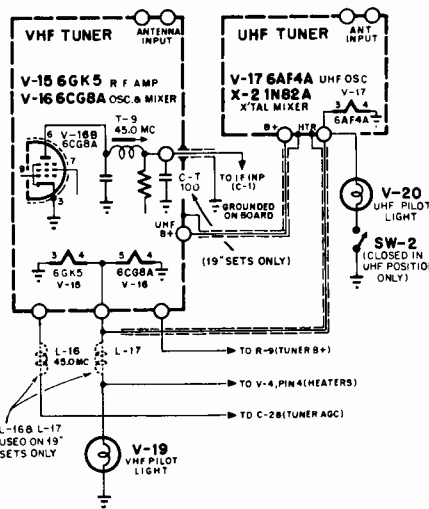 VHF TUNER
ANTENNA
INPUT
V-15 6GK5 R F AMP
V-16 6CG8A OSC. & MIXER
T-9
45.0 MC
V-16B
6CG8A
6
7
9
3
C-T
100
TO IF INP
(C-1)
GROUNDED
ON BOARD
UHF
B+
(19" SETS ONLY)
3 4
6GK5
V-15
5 4
6CG8A
V-16
UHF TUNER
ANT
INPUT
V-17 6AF4A UHF OSC
X-2 1N82A
X'TAL MIXER
V-17
3 4
6AF4A
B+
HTR
V-20
UHF PILOT
LIGHT
SW-2
(CLOSED IN
UHF POSITION
ONLY)
L-16
45.0MC
L-17
TO R-9 (TUNER B+)
TO V-4, PIN 4 (HEATERS)
TO C-28 (TUNER AGC)
L-16 & L-17
USED ON 19"
SETS ONLY
V-19
VHF PILOT
LIGHT